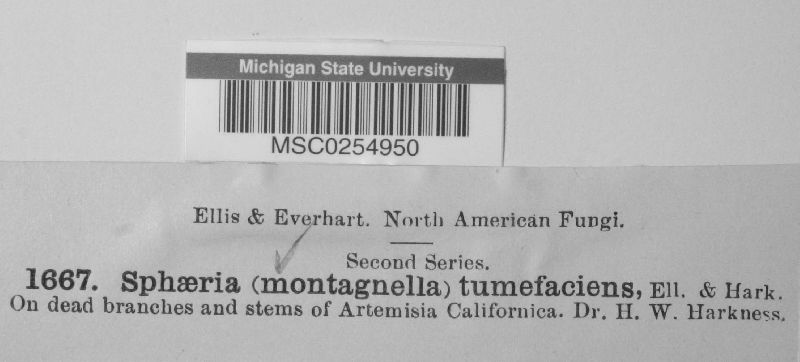 Michigan State University
MSC0254950
Ellis & Everhart. North American Fungi.
Second Series.
1667. Sphæria (montagnella) tumefaciens, Ell. & Hark.
On dead branches and stems of Artemisia Californica. Dr. H. W. Harkness.